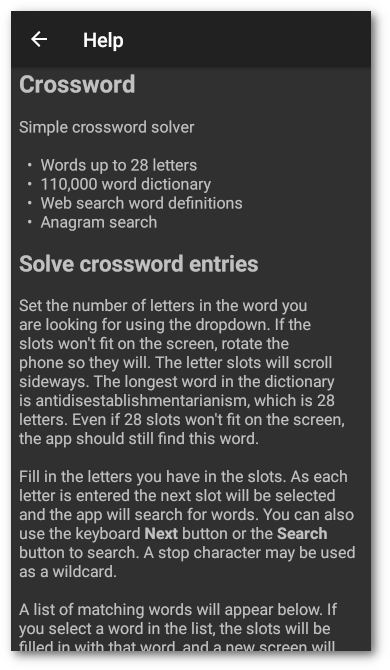 Help
Crossword
Simple crossword solver
• Words up to 28 letters
• 110,000 word dictionary
• Web search word definitions
• Anagram search
Solve crossword entries
Set the number of letters in the word you
are looking for using the dropdown. If the
slots won't fit on the screen, rotate the
phone so they will. The letter slots will scroll
sideways. The longest word in the dictionary
is antidisestablishmentarianism, which is 28
letters. Even if 28 slots won't fit on the screen,
the app should still find this word.
Fill in the letters you have in the slots. As each
letter is entered the next slot will be selected
and the app will search for words. You can also
use the keyboard Next button or the Search
button to search. A stop character may be used
as a wildcard.
A list of matching words will appear below. If
you select a word in the list, the slots will be
filled in with that word, and a new screen will